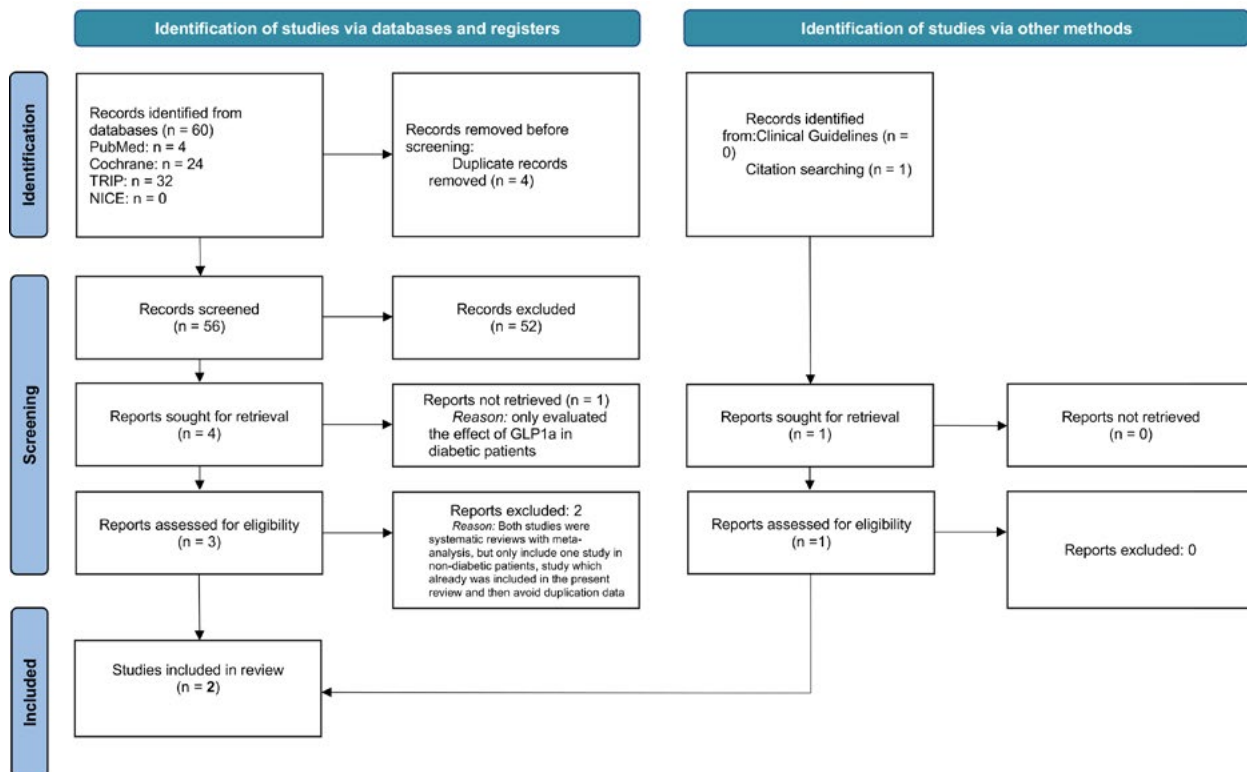 Identification of studies via databases and registers
Identification of studies via other methods
Identification
Records identified from
databases (n = 60)
PubMed: n = 4
Cochrane: n = 24
TRIP: n = 32
NICE: n = 0
Records removed before
screening:
Duplicate records
removed (n = 4)
Records identified
from:Clinical Guidelines (n =
0)
Citation searching (n = 1)
Screening
Records screened
(n = 56)
Records excluded
(n = 52)
Reports sought for retrieval
(n = 4)
Reports not retrieved (n = 1)
Reason: only evaluated
the effect of GLP1a in
diabetic patients
Reports sought for retrieval
(n = 1)
Reports not retrieved
(n = 0)
Reports assessed for eligibility
(n = 3)
Reports excluded: 2
Reason: Both studies were
systematic reviews with meta-
analysis, but only include one study in
non-diabetic patients, study which
already was included in the present
review and then avoid duplication data
Reports assessed for eligibility
(n =1)
Reports excluded: 0
Included
Studies included in review
(n = 2)